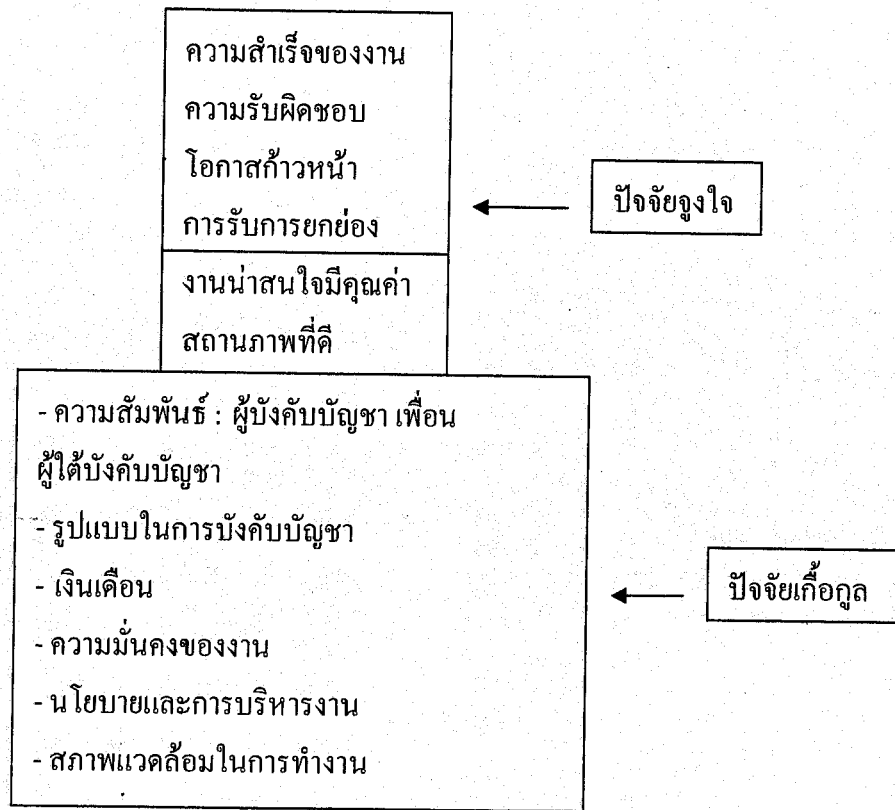 ความสำเร็จของงาน
ความรับผิดชอบ
โอกาสก้าวหน้า
การรับการยกย่อง
ปัจจัยจูงใจ
งานน่าสนใจมีคุณค่า
สถานภาพที่ดี
- ความสัมพันธ์ : ผู้บังคับบัญชา เพื่อน
ผู้ใต้บังคับบัญชา
- รูปแบบในการบังคับบัญชา
- เงินเดือน
ปัจจัยเกื้อกูล
- ความมั่นคงของงาน
- นโยบายและการบริหารงาน
- สภาพแวดล้อมในการทำงาน